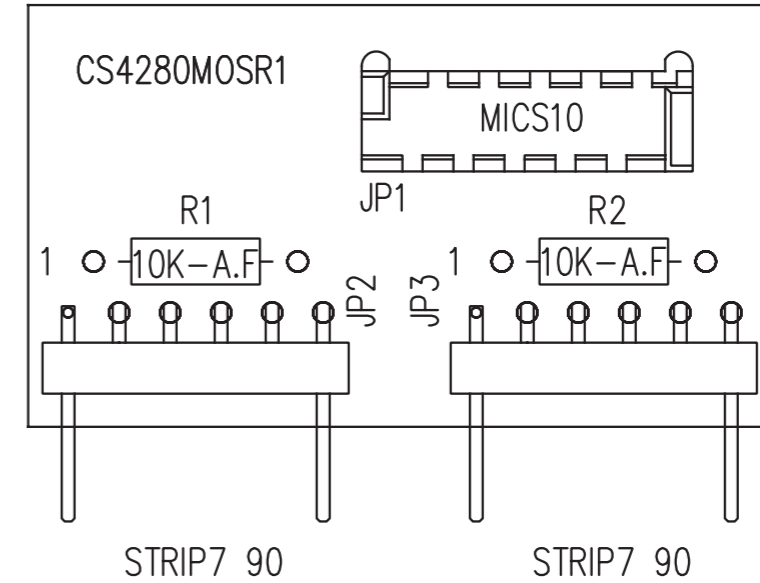 CS4280MOSR1
MICS10
JP1
R1
R2
1
10K-A.F
1
10K-A.F
JP2
JP3
STRIP7 90
STRIP7 90